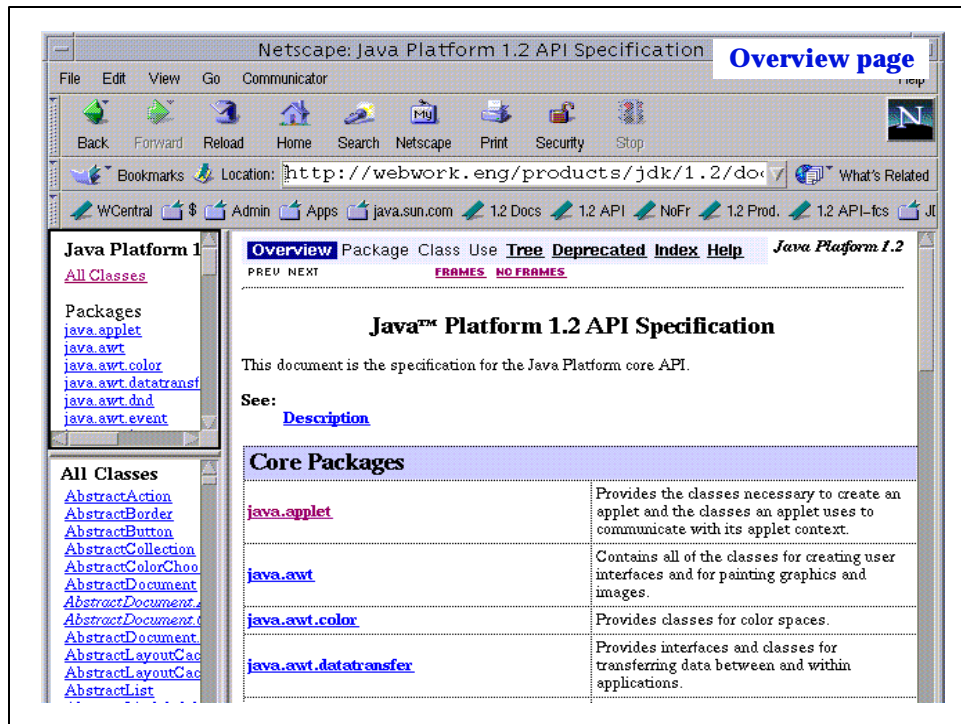 Netscape: Java Platform 1.2 API Specification
Overview page
File Edit View Go Communicator
Help
Back Forward Reload Home Search Netscape Print Security Stop
My
N
Bookmarks Location: http://webwork.eng/products/jdk/1.2/do What's Related
WCentral $ Admin Apps java.sun.com 1.2 Docs 1.2 API NoFr 1.2 Prod. 1.2 API-fcs
Java Platform 1
All Classes
Packages
java.applet
java.awt
java.awt.color
java.awt.datatransf
java.awt.dnd
java.awt.event
All Classes
AbstractAction
AbstractBorder
AbstractButton
AbstractCollection
AbstractColorChoo
AbstractDocument
AbstractDocument.
AbstractDocument.
AbstractDocument.
AbstractLayoutCac
AbstractLayoutCac
AbstractList
Overview Package Class Use Tree Deprecated Index Help Java Platform 1.2
PREV NEXT FRAMES NO FRAMES
Java™ Platform 1.2 API Specification
This document is the specification for the Java Platform core API.
See:
Description
Core Packages
java.applet
Provides the classes necessary to create an
applet and the classes an applet uses to
communicate with its applet context.
java.awt
Contains all of the classes for creating user
interfaces and for painting graphics and
images.
java.awt.color
Provides classes for color spaces.
java.awt.datatransfer
Provides interfaces and classes for
transferring data between and within
applications.